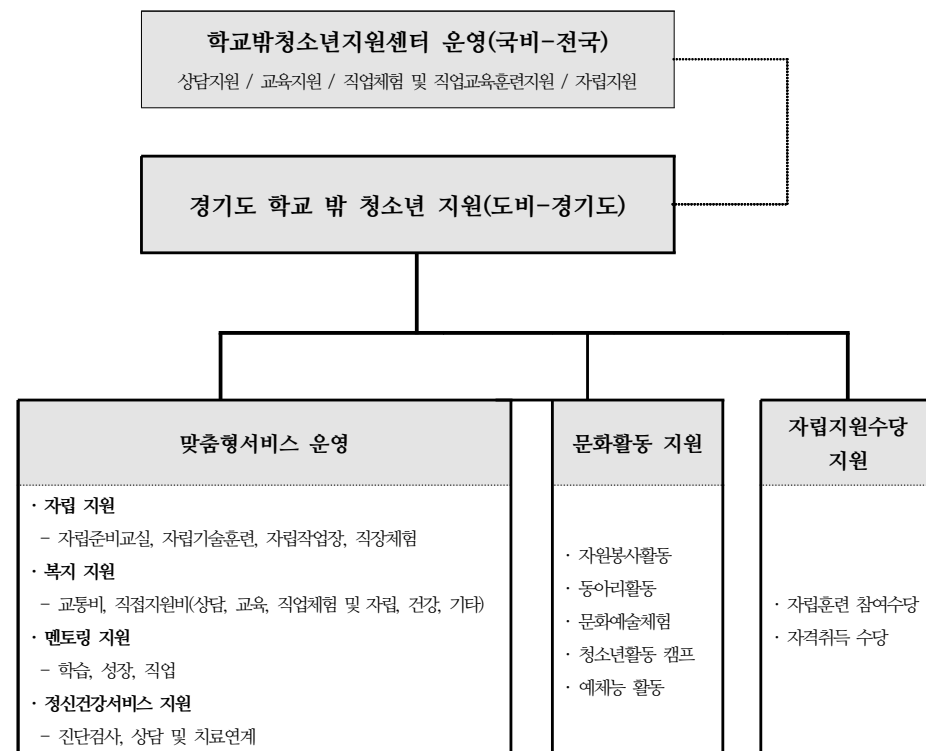 학교밖청소년지원센터 운영(국비-전국)
상담지원 / 교육지원 / 직업체험 및 직업교육훈련지원 / 자립지원
경기도 학교 밖 청소년 지원(도비-경기도)
맞춤형서비스 운영
· 자립 지원
- 자립준비교실, 자립기술훈련, 자립작업장, 직장체험
· 복지 지원
- 교통비, 직접지원비(상담, 교육, 직업체험 및 자립, 건강, 기타)
· 멘토링 지원
- 학습, 성장, 직업
· 정신건강서비스 지원
- 진단검사, 상담 및 치료연계
문화활동 지원
· 자원봉사활동
· 동아리활동
· 문화예술체험
· 청소년활동 캠프
· 예체능 활동
자립지원수당
지원
· 자립훈련 참여수당
· 자격취득 수당